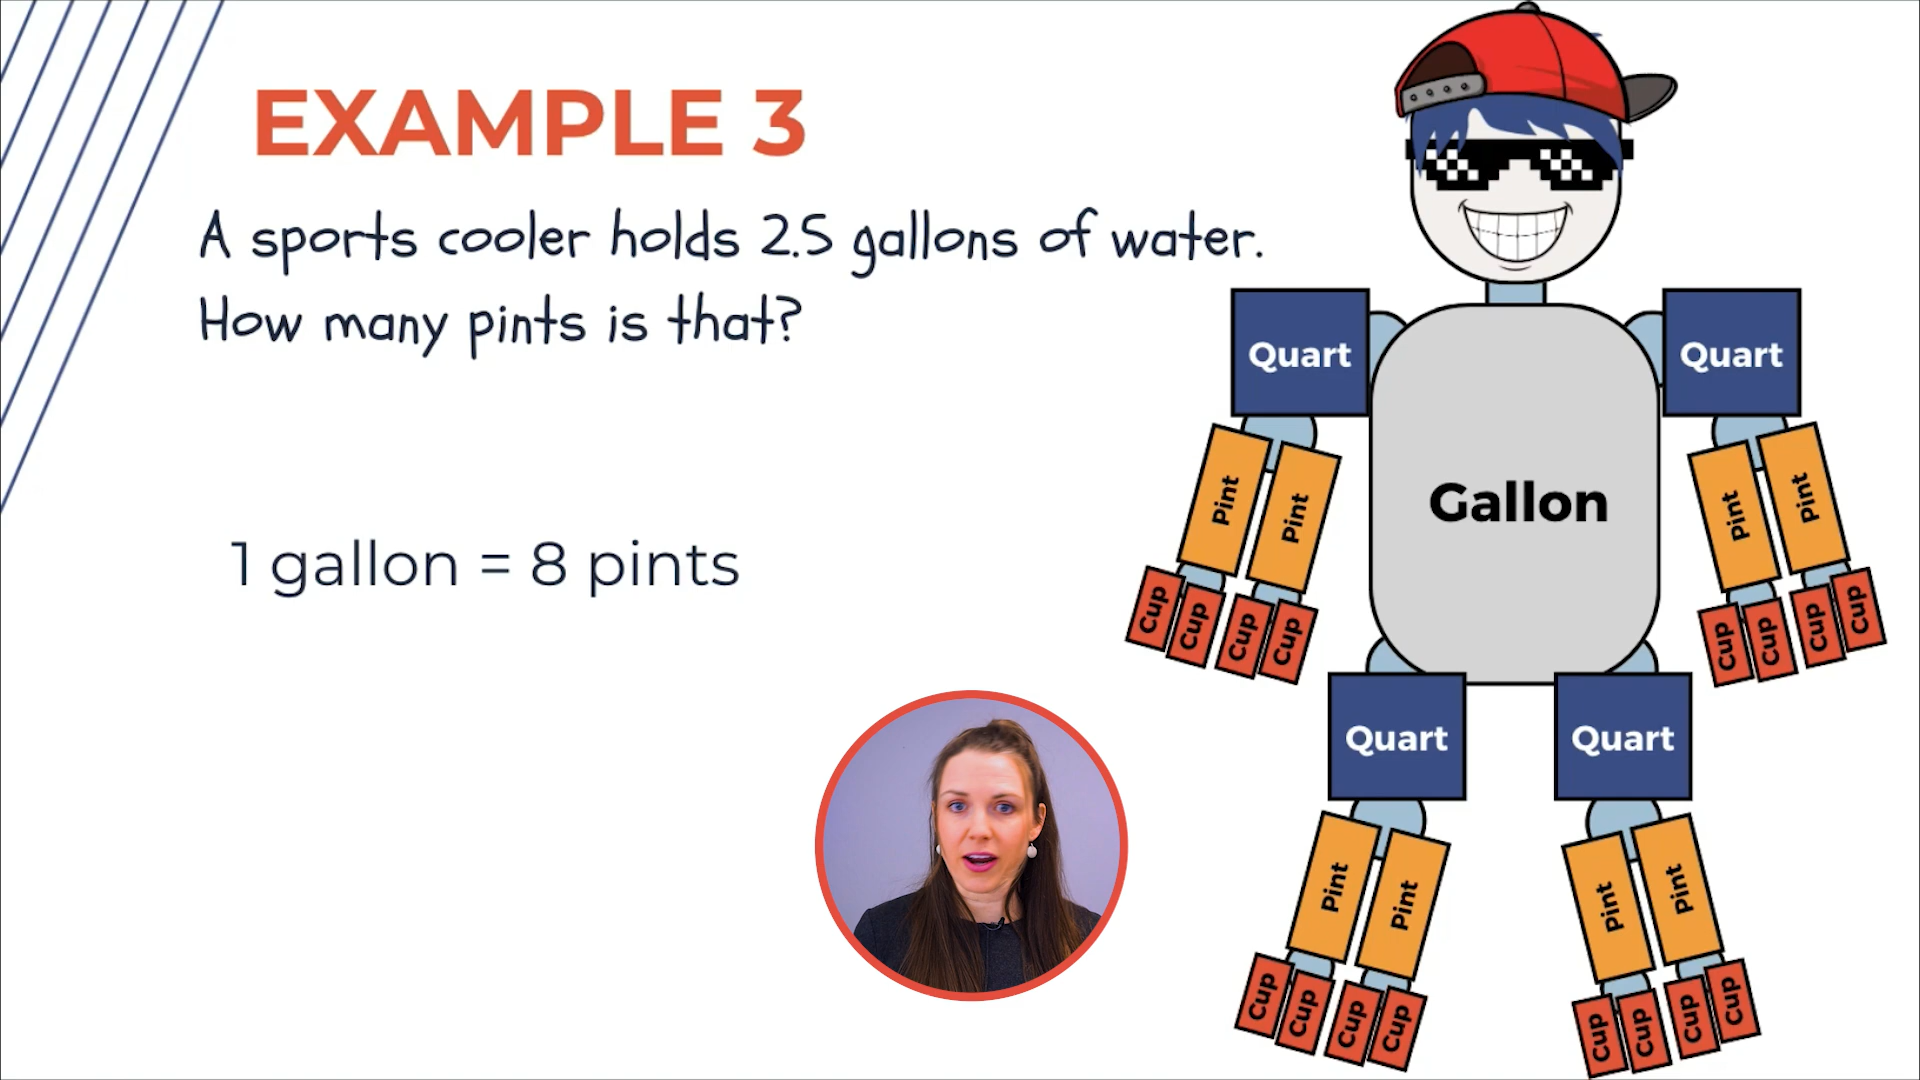 EXAMPLE 3
A sports cooler holds 2.5 gallons of water.
How many pints is that?
1 gallon = 8 pints
Quart
Quart
Gallon
Pint
Pint
Pint
Pint
Cup
Cup
Cup
Cup
Cup
Cup
Cup
Cup
Quart
Quart
Pint
Pint
Pint
Pint
Cup
Cup
Cup
Cup
Cup
Cup
Cup
Cup